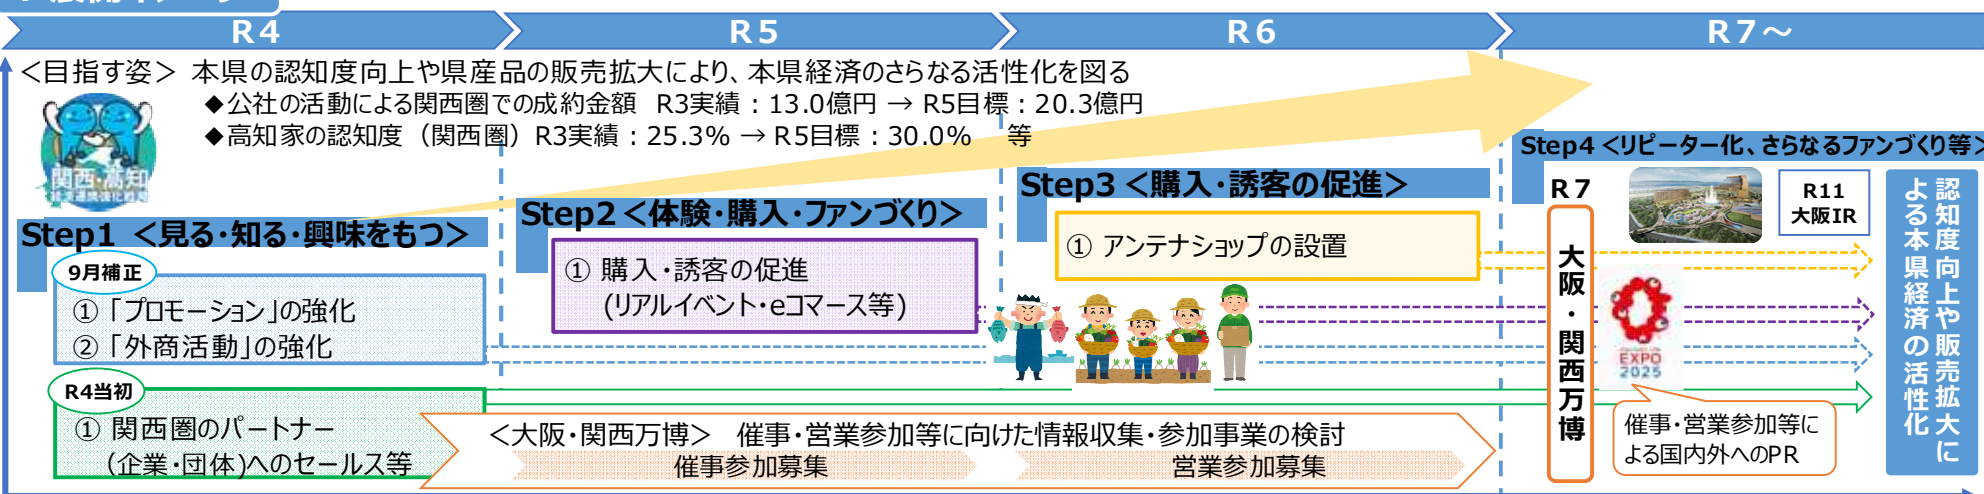 R4
R5
R6
R7～
＜目指す姿＞ 本県の認知度向上や県産品の販売拡大により、本県経済のさらなる活性化を図る
◆公社の活動による関西圏での成約金額 R3実績：13.0億円 → R5目標：20.3億円
◆高知家の認知度（関西圏）R3実績：25.3% → R5目標：30.0% 等
関西・高知
経済連携強化戦略
Step1 ＜見る・知る・興味をもつ＞
9月補正
①「プロモーション」の強化
②「外商活動」の強化
R4当初
① 関西圏のパートナー
（企業・団体）へのセールス等
Step2＜体験・購入・ファンづくり＞
① 購入・誘客の促進
(リアルイベント・eコマース等)
Step3＜購入・誘客の促進＞
① アンテナショップの設置
＜大阪・関西万博＞ 催事・営業参加等に向けた情報収集・参加事業の検討
催事参加募集
営業参加募集
Step4＜リピーター化、さらなるファンづくり等＞
R7
大阪・関西万博
R11
大阪IR
EXPO
2025
催事・営業参加等に
よる国内外へのPR
認知度向上や販売拡大に
よる本県経済の活性化